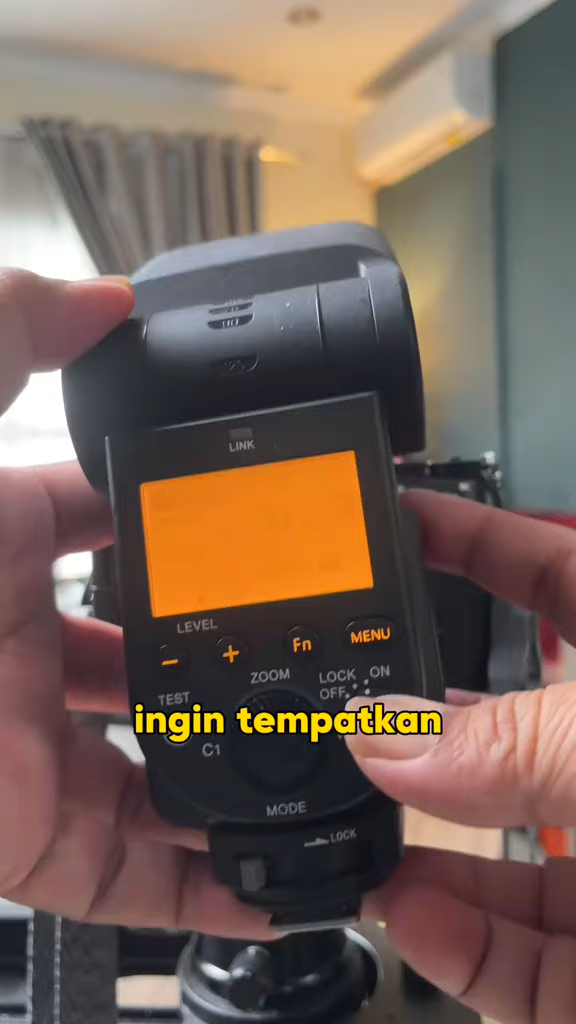 LINK
LEVEL
− + Fn MENU
ZOOM LOCK ON
OFF
TEST
ingin tempatkan
C1
MODE
LOCK